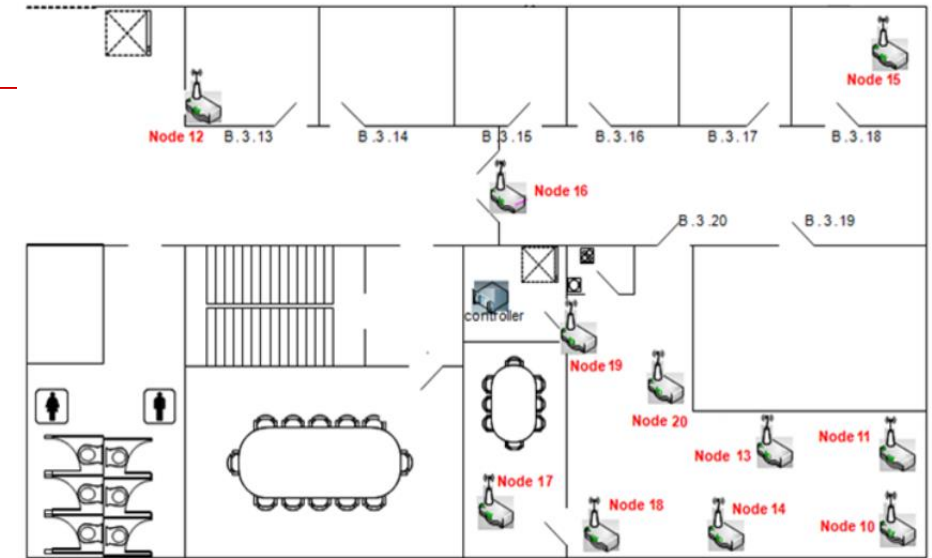 Node 15
Node 12
B.3.13
B.3.14
B.3.15
B.3.16
B.3.17
B.3.18
Node 16
B.3.20
B.3.19
controller
Node 19
Node 20
Node 11
Node 13
Node 17
Node 18
Node 14
Node 10